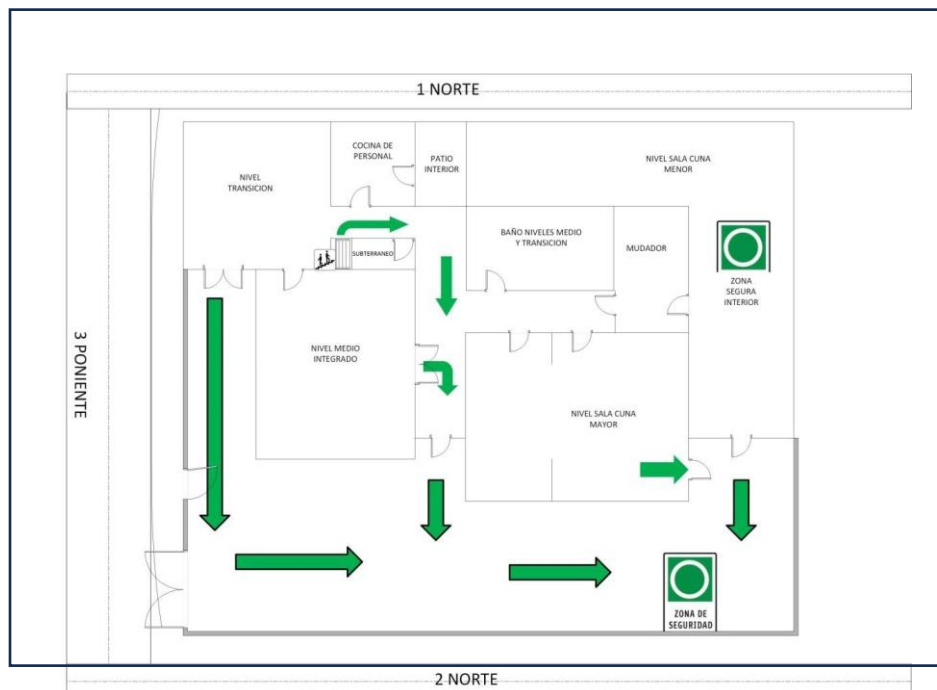 1 NORTE
COCINA DE
PERSONAL
PATIO
INTERIOR
NIVEL SALA CUNA
MENOR
NIVEL
TRANSICION
BAÑO NIVELES MEDIO
Y TRANSICION
MUDADOR
SUBTERRANEO
ZONA
SEGURA
INTERIOR
3 PONIENTE
NIVEL MEDIO
INTEGRADO
NIVEL SALA CUNA
MAYOR
ZONA DE
SEGURIDAD
2 NORTE